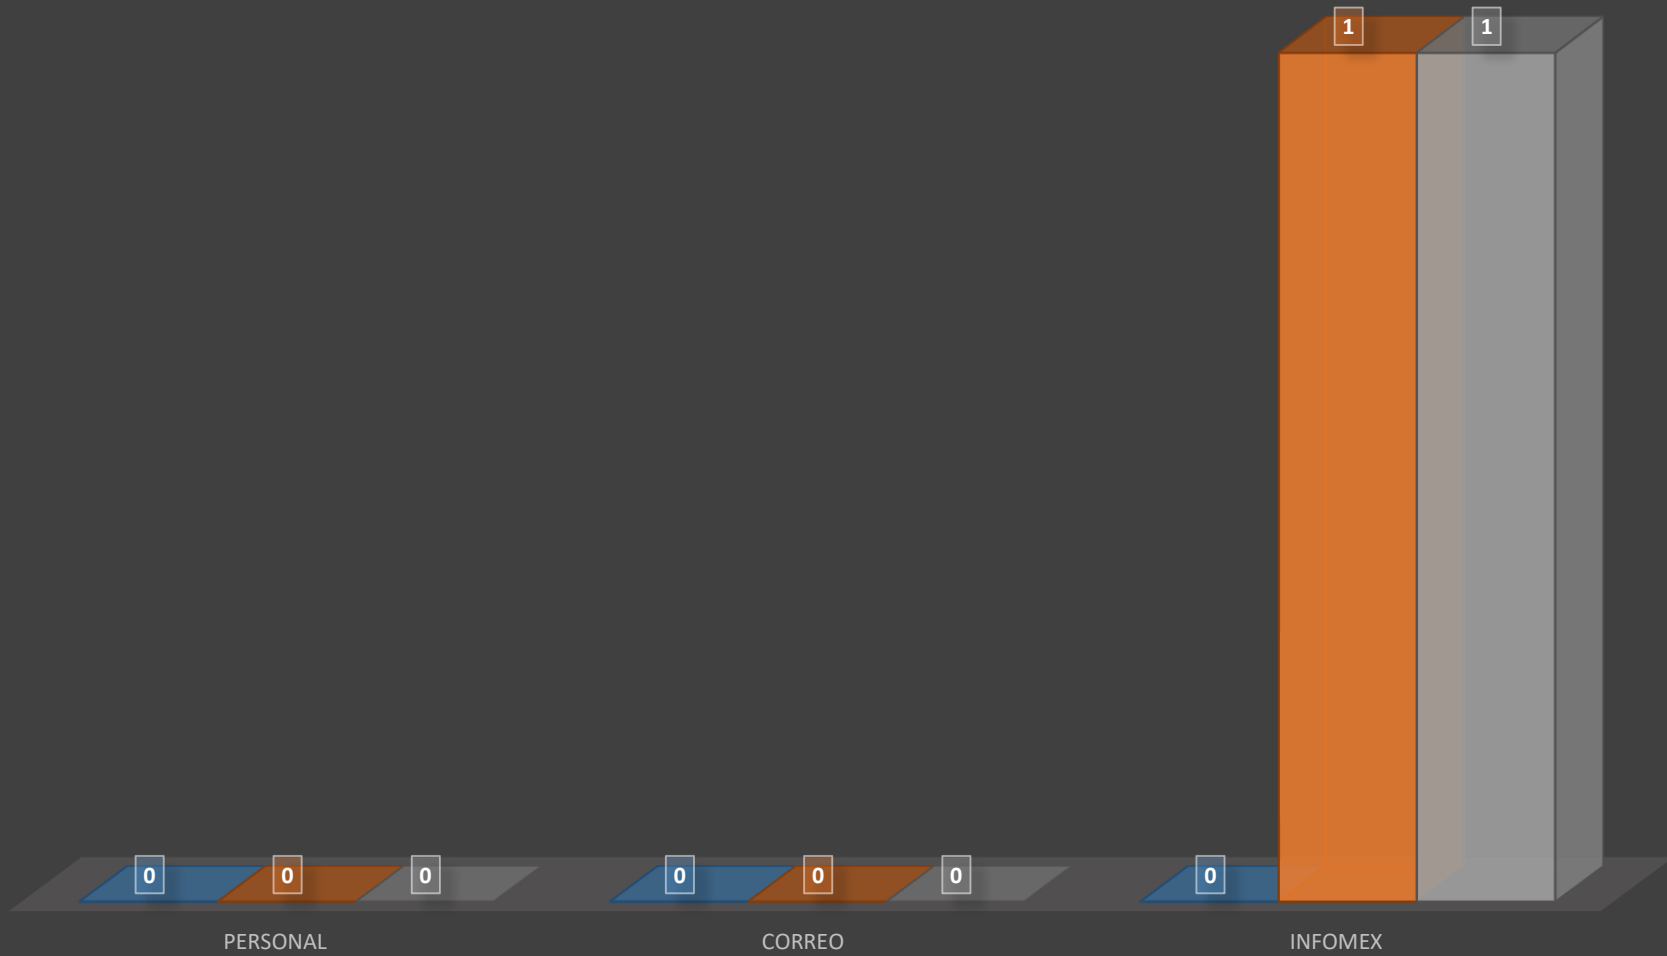 1 1
0 0 0 0 0 0 0
PERSONAL CORREO INFOMEX